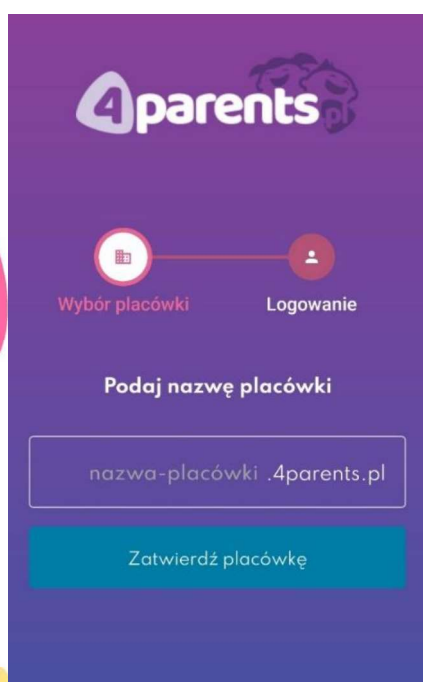 4parents.pl
Wybór placówki
Logowanie
Podaj nazwę placówki
nazwa-placówki .4parents.pl
Zatwierdź placówkę